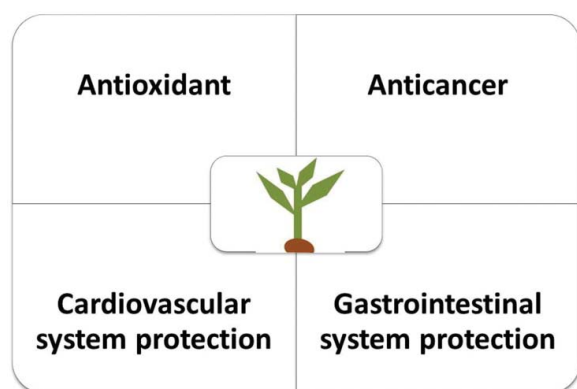 Antioxidant
Anticancer
Cardiovascular
system protection
Gastrointestinal
system protection